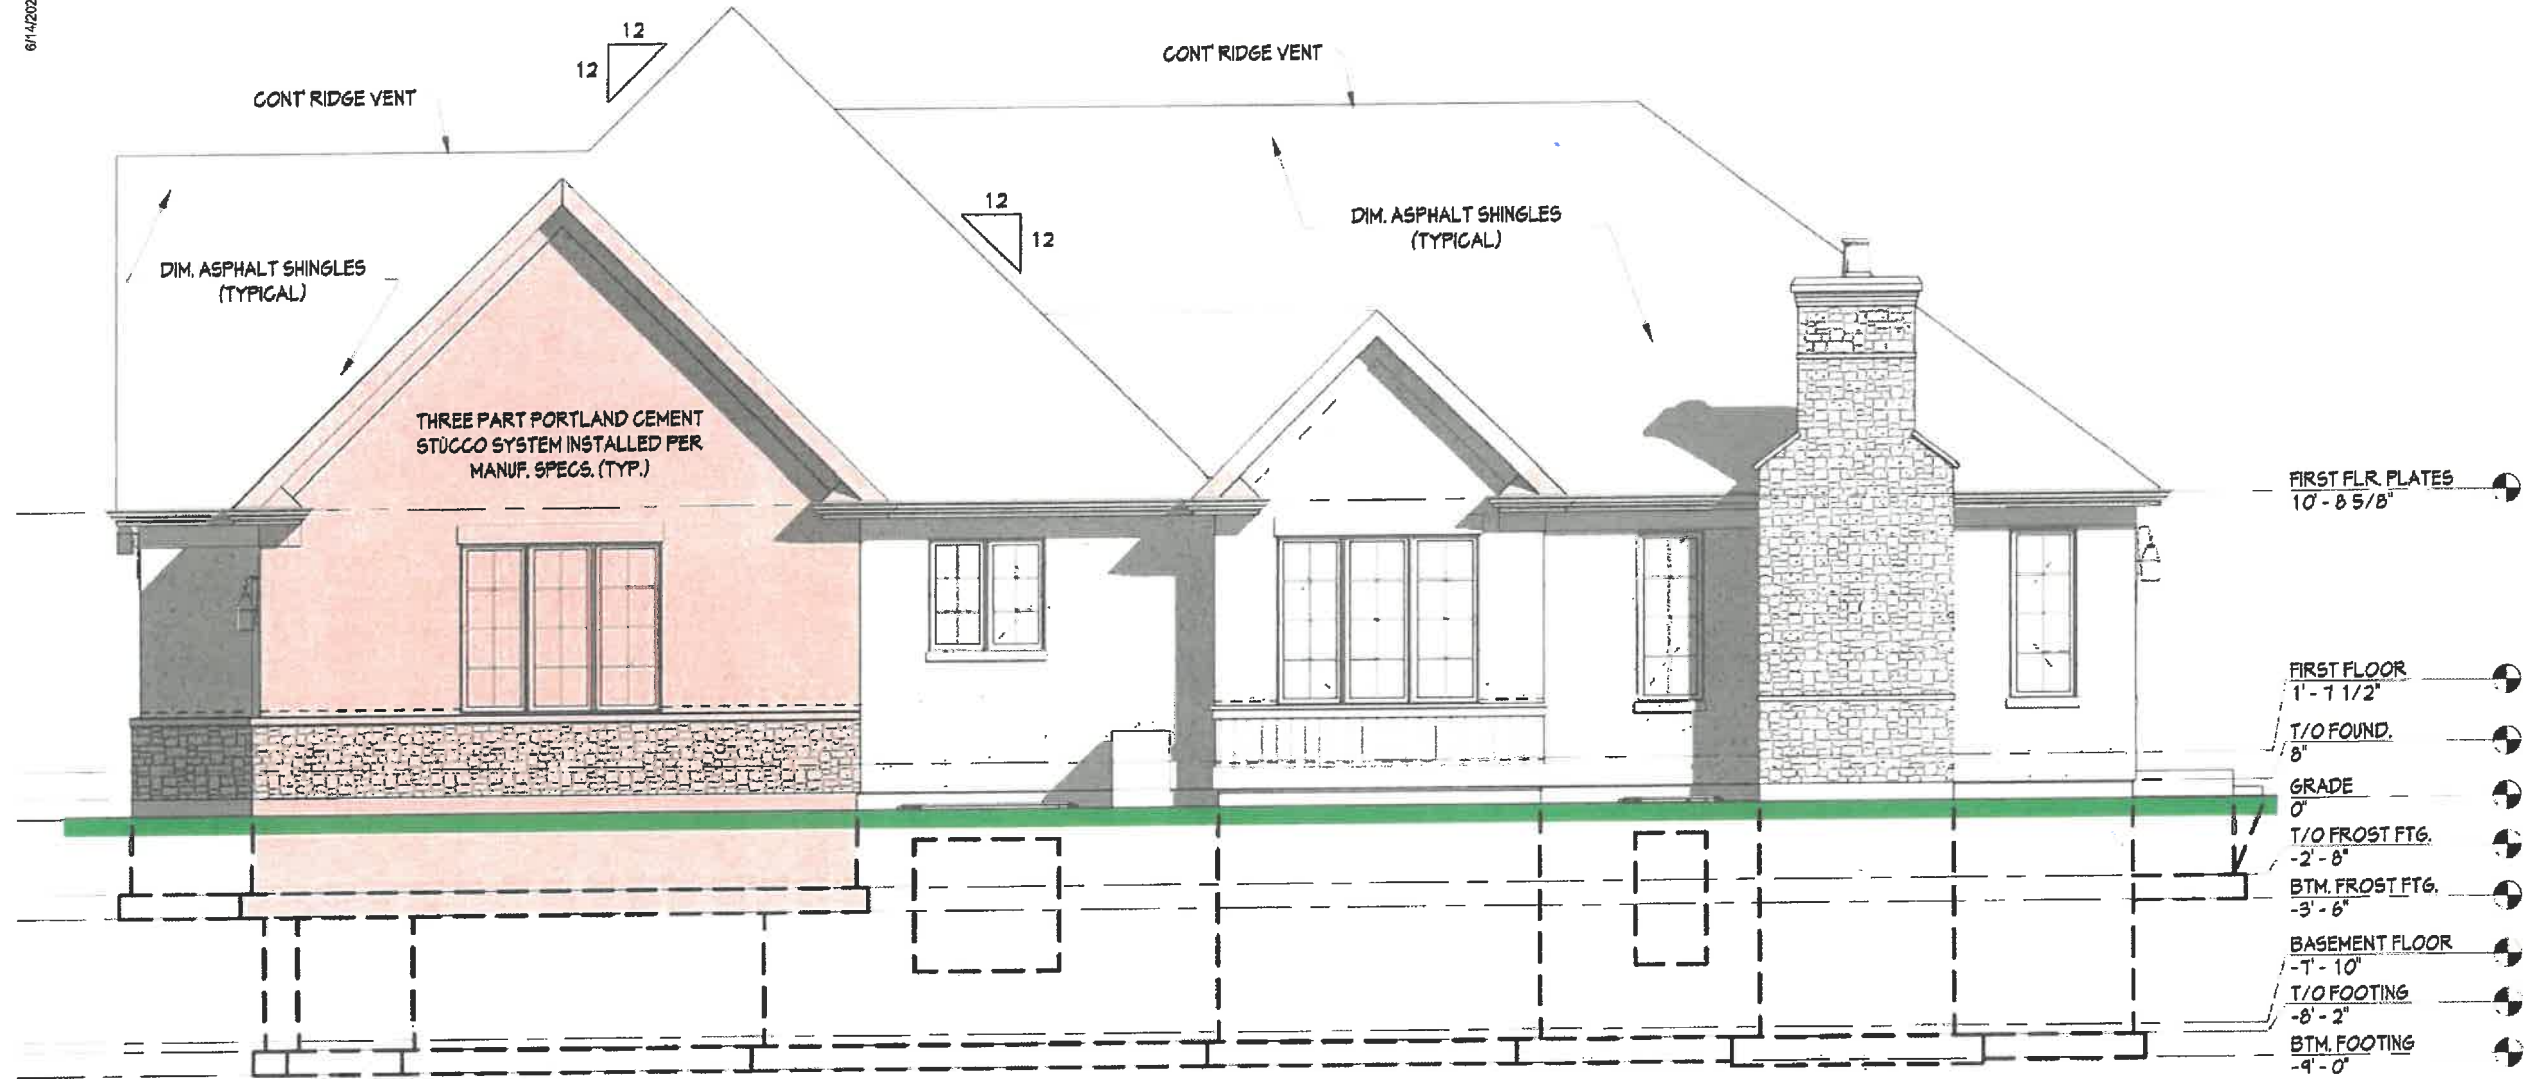 6/14/202
12
12
CONT RIDGE VENT
CONT RIDGE VENT
12
12
DIM. ASPHALT SHINGLES
(TYPICAL)
DIM. ASPHALT SHINGLES
(TYPICAL)
THREE PART PORTLAND CEMENT
STUCCO SYSTEM INSTALLED PER
MANUF. SPECS. (TYP.)
FIRST FLR. PLATES
10' - 8 5/8"
FIRST FLOOR
1' - 7 1/2"
T/O FOUND.
8"
GRADE
0"
T/O FROST FTG.
-2' - 8"
BTM. FROST FTG.
-3' - 6"
BASEMENT FLOOR
-7' - 10"
T/O FOOTING
-8' - 2"
BTM. FOOTING
-9' - 0"